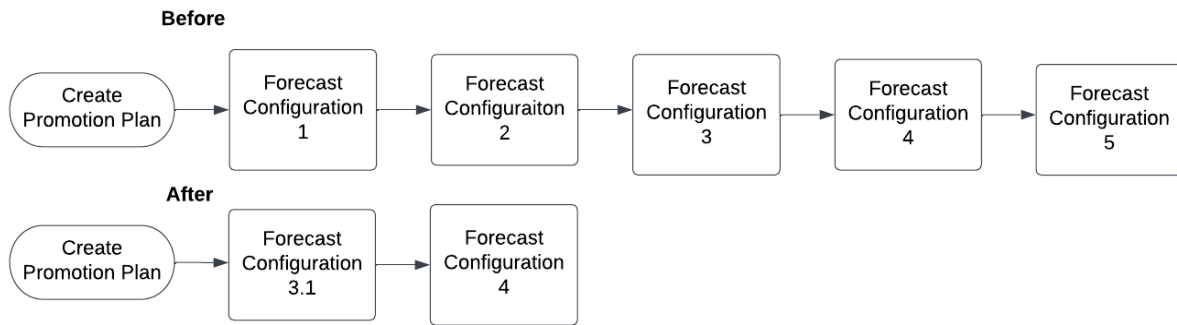 Before
Create
Promotion Plan
Forecast
Configuration
1
Forecast
Configuraiton
2
Forecast
Configuration
3
Forecast
Configuration
4
Forecast
Configuration
5
After
Create
Promotion Plan
Forecast
Configuration
3.1
Forecast
Configuration
4